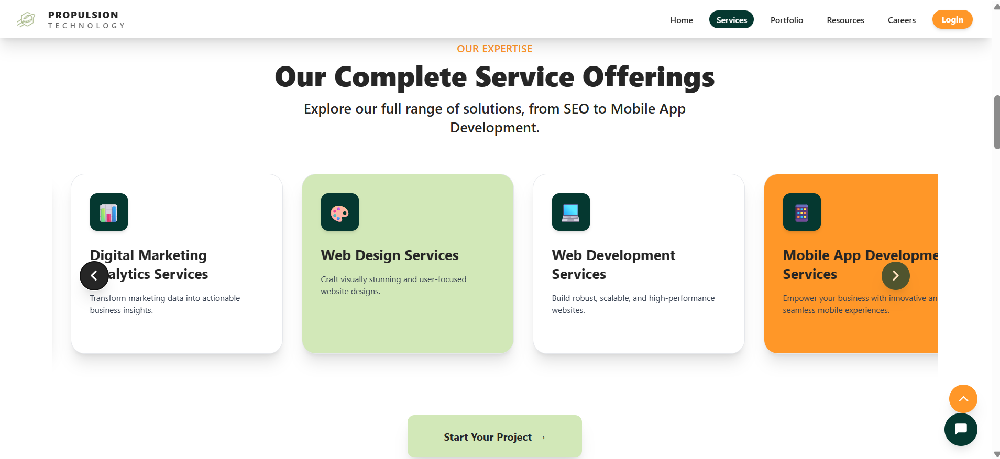 PROPULSION
TECHNOLOGY
Home
Services
Portfolio
Resources
Careers
Login
OUR EXPERTISE
Our Complete Service Offerings
Explore our full range of solutions, from SEO to Mobile App
Development.
Digital Marketing
alytics Services
Transform marketing data into actionable
business insights.
Web Design Services
Craft visually stunning and user-focused
website designs.
Web Development
Services
Build robust, scalable, and high-performance
websites.
Mobile App Developme
Services
Empower your business with innovative an
seamless mobile experiences.
Start Your Project →